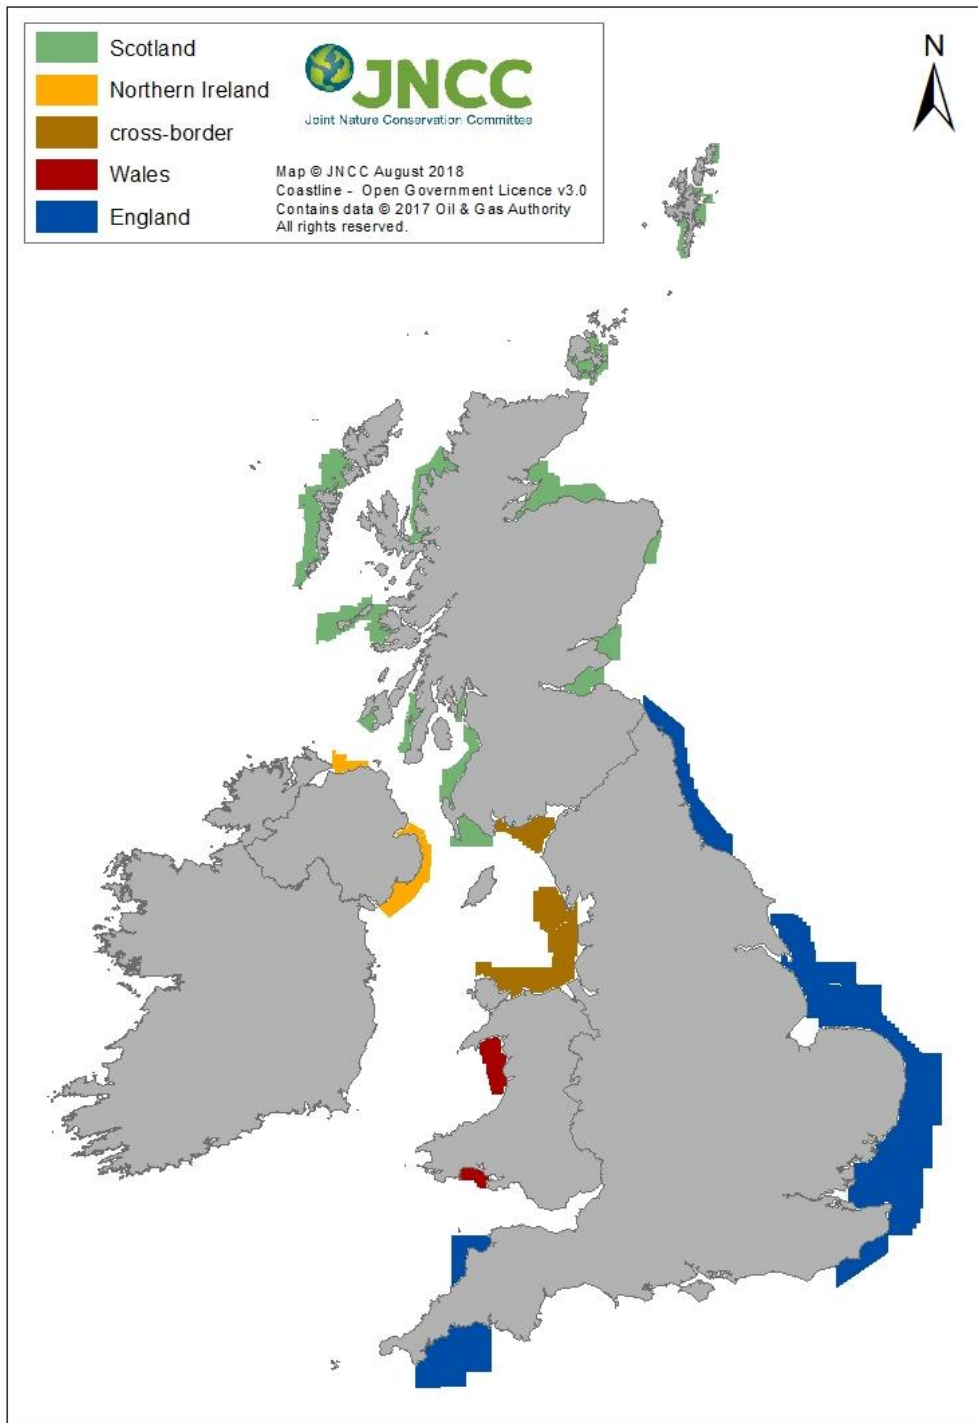 Scotland
Northern Ireland
cross-border
Wales
England
JNCC
Joint Nature Conservation Committee
Map © JNCC August 2018
Coastline - Open Government Licence v3.0
Contains data © 2017 Oil & Gas Authority
All rights reserved.
N